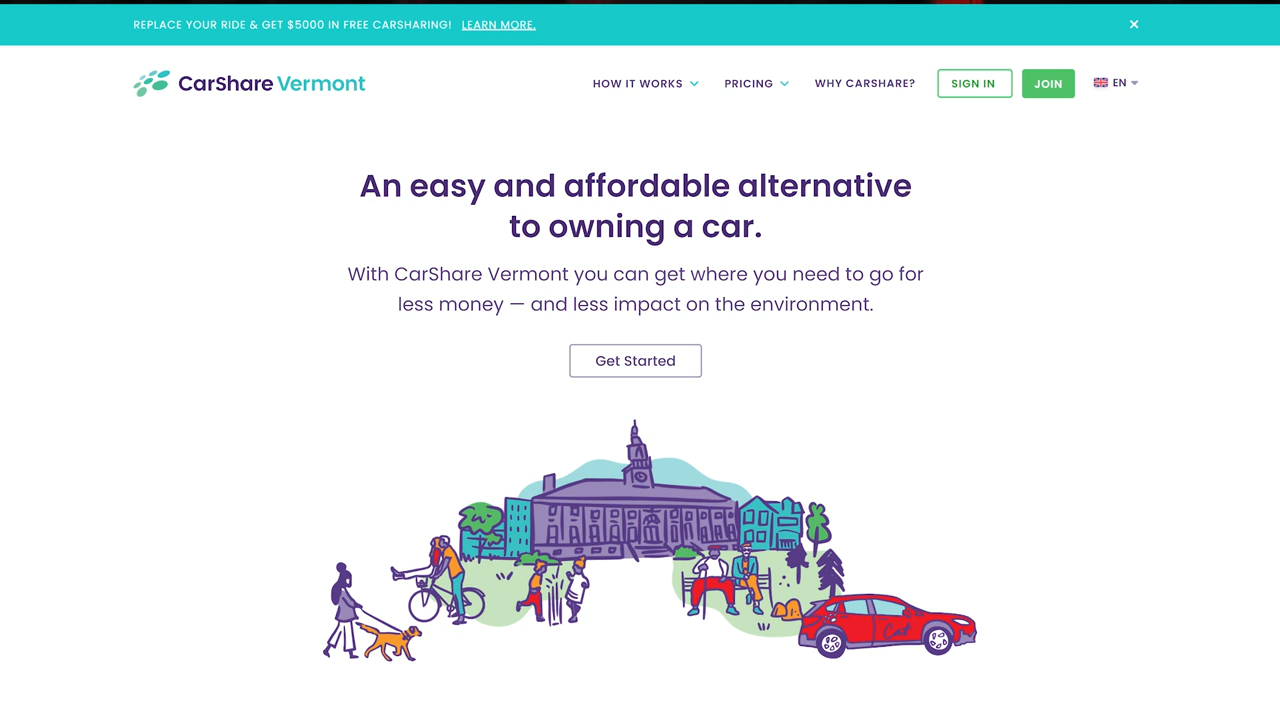 REPLACE YOUR RIDE & GET $5000 IN FREE CARSHARING! LEARN MORE.
CarShare Vermont
HOW IT WORKS
PRICING
WHY CARSHARE?
SIGN IN
JOIN
EN
An easy and affordable alternative
to owning a car.
With CarShare Vermont you can get where you need to go for
less money — and less impact on the environment.
Get Started